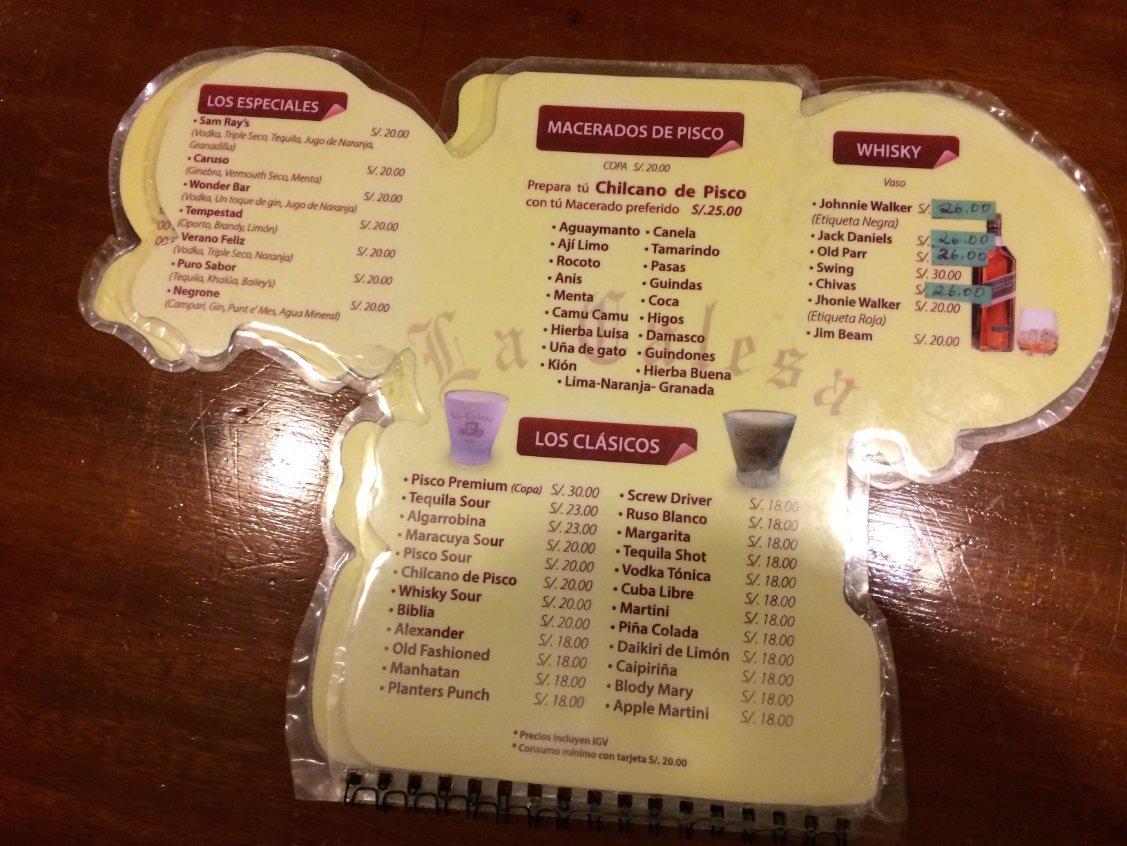 LOS ESPECIALES
• Sam Ray's S/. 20.00
(Vodka, Triple Seco, Tequila, Jugo de Naranja,
Granadilla)
• Caruso S/. 20.00
(Ginebra, Vermouth Seco, Menta)
• Wonder Bar S/. 20.00
(Vodka, Un toque de gin, Jugo de Naranja)
• Tempestad S/. 20.00
(Oporto, Brandy, Limón)
Verano Feliz S/. 20.00
(Vodka, Triple Seco, Naranja)
• Puro Sabor S/. 20.00
(Tequila, Khalúa, Bailey's)
• Negrone S/. 20.00
(Campari, Gin, Punt e' Mes, Agua Mineral)
MACERADOS DE PISCO
COPA S/. 20.00
Prepara tú Chilcano de Pisco
con tú Macerado preferido S/.25.00
• Aguaymanto • Canela
• Ají Limo • Tamarindo
• Rocoto • Pasas
• Anis • Guindas
• Menta • Coca
• Camu Camu • Higos
• Hierba Luisa • Damasco
• Uña de gato • Guindones
• Kión • Hierba Buena
• Lima-Naranja- Granada
WHISKY
Vaso
• Johnnie Walker S/. 26.00
(Etiqueta Negra)
• Jack Daniels S/. 26.00
• Old Parr S/. 26.00
• Swing S/. 30.00
• Chivas S/. 26.00
• Jhonie Walker S/. 20.00
(Etiqueta Roja)
• Jim Beam S/. 20.00
La Calesa
LOS CLÁSICOS
• Pisco Premium (Copa) S/. 30.00
• Tequila Sour S/. 23.00
• Algarrobina S/. 23.00
• Maracuya Sour S/. 20.00
• Pisco Sour S/. 20.00
• Chilcano de Pisco S/. 20.00
• Whisky Sour S/. 20.00
• Biblia S/. 20.00
• Alexander S/. 18.00
• Old Fashioned S/. 18.00
• Manhatan S/. 18.00
• Planters Punch S/. 18.00
• Screw Driver S/. 18.00
• Ruso Blanco S/. 18.00
• Margarita S/. 18.00
• Tequila Shot S/. 18.00
• Vodka Tónica S/. 18.00
• Cuba Libre S/. 18.00
• Martini S/. 18.00
• Piña Colada S/. 18.00
• Daikiri de Limón S/. 18.00
• Caipiriña S/. 18.00
• Blody Mary S/. 18.00
• Apple Martini S/. 18.00
* Precios incluyen IGV
* Consumo mínimo con tarjeta S/. 20.00